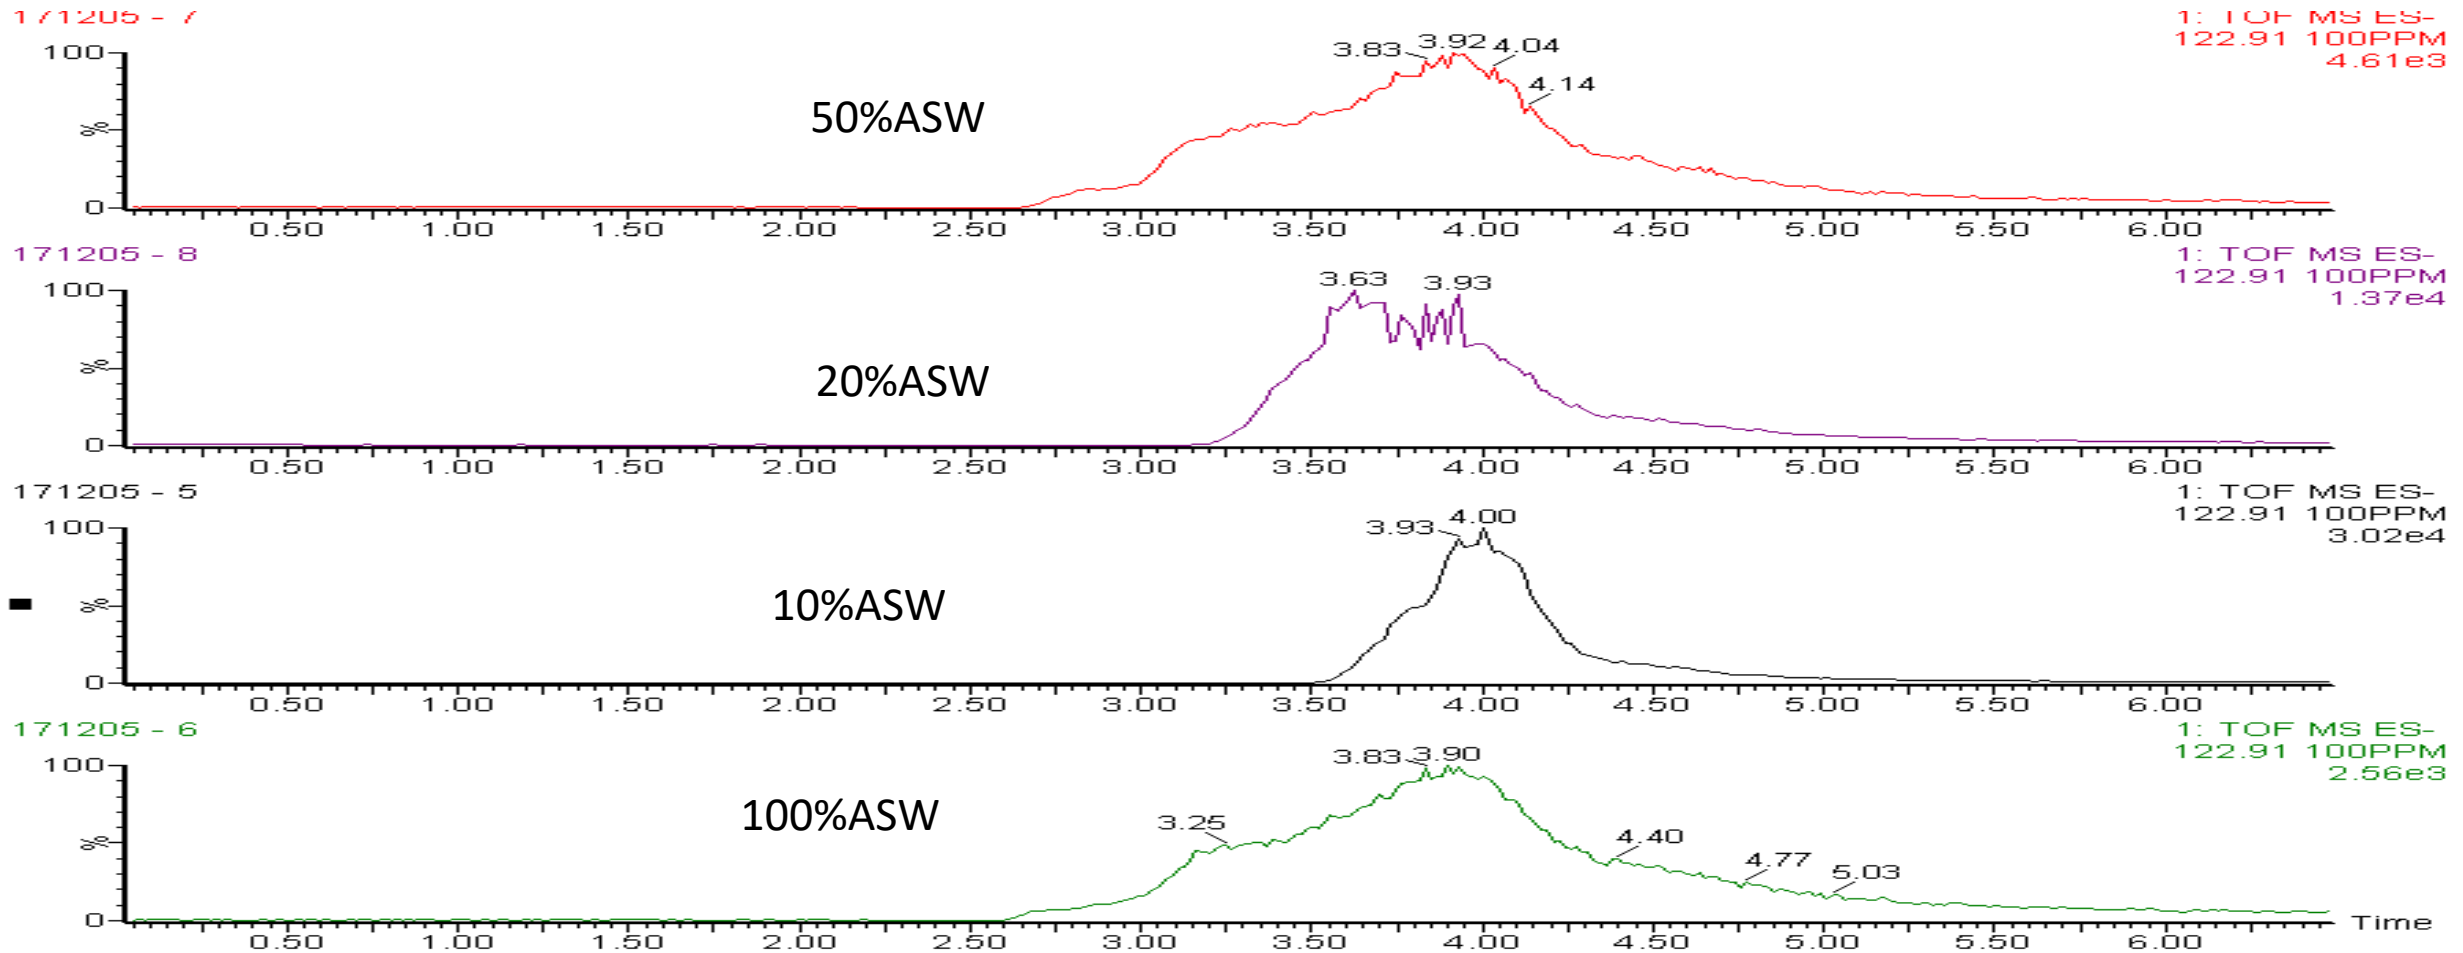 171205 - 7
1: TOF MS ES-
122.91 100PPM
4.61e3
100
3.83 3.92 4.04
4.14
50%ASW
%
0
0.50 1.00 1.50 2.00 2.50 3.00 3.50 4.00 4.50 5.00 5.50 6.00
171205 - 8
1: TOF MS ES-
122.91 100PPM
1.37e4
100
3.63 3.93
20%ASW
%
0
0.50 1.00 1.50 2.00 2.50 3.00 3.50 4.00 4.50 5.00 5.50 6.00
171205 - 5
1: TOF MS ES-
122.91 100PPM
3.02e4
100
3.93 4.00
10%ASW
%
0
0.50 1.00 1.50 2.00 2.50 3.00 3.50 4.00 4.50 5.00 5.50 6.00
171205 - 6
1: TOF MS ES-
122.91 100PPM
2.56e3
100
3.83 3.90
3.25
100%ASW
%
4.40
4.77
5.03
0
Time
0.50 1.00 1.50 2.00 2.50 3.00 3.50 4.00 4.50 5.00 5.50 6.00